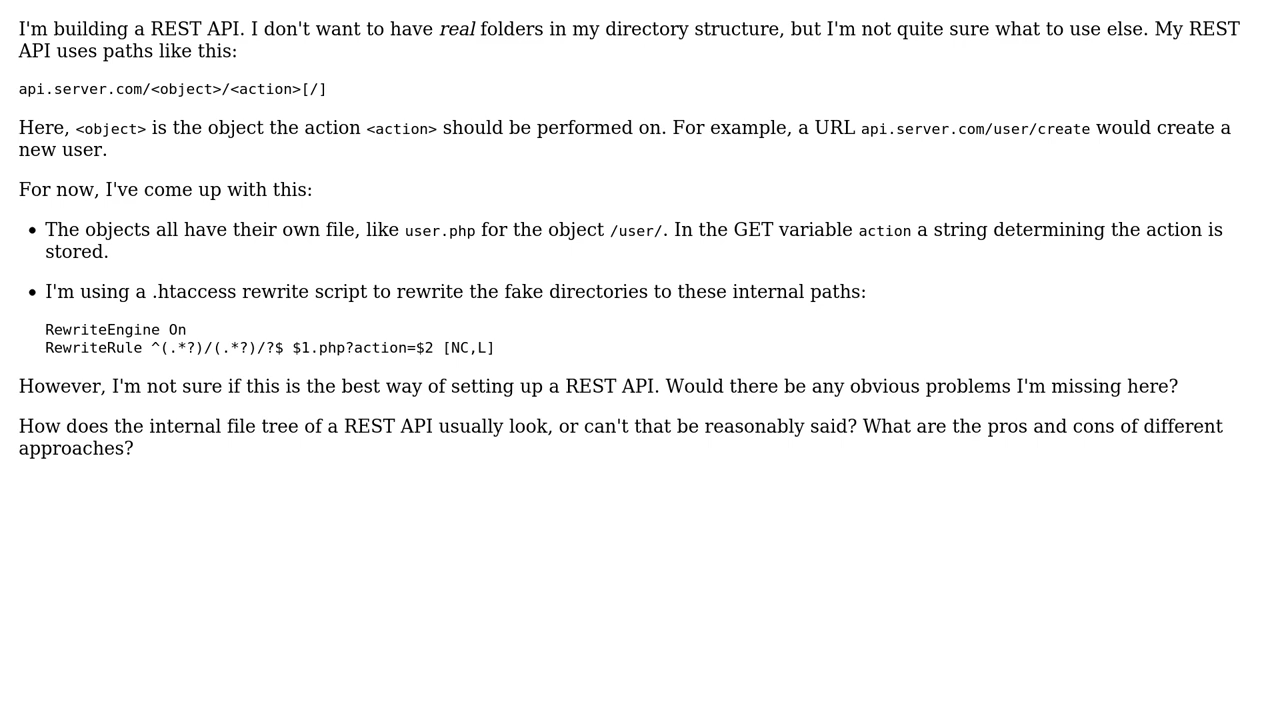 I'm building a REST API. I don't want to have real folders in my directory structure, but I'm not quite sure what to use else. My REST
API uses paths like this:
api.server.com/<object>/<action>[/]
Here, <object> is the object the action <action> should be performed on. For example, a URL api.server.com/user/create would create a
new user.
For now, I've come up with this:
• The objects all have their own file, like user.php for the object /user/. In the GET variable action a string determining the action is
stored.
• I'm using a .htaccess rewrite script to rewrite the fake directories to these internal paths:
RewriteEngine On
RewriteRule ^(.*?)/(.*?)/?$ $1.php?action=$2 [NC,L]
However, I'm not sure if this is the best way of setting up a REST API. Would there be any obvious problems I'm missing here?
How does the internal file tree of a REST API usually look, or can't that be reasonably said? What are the pros and cons of different
approaches?